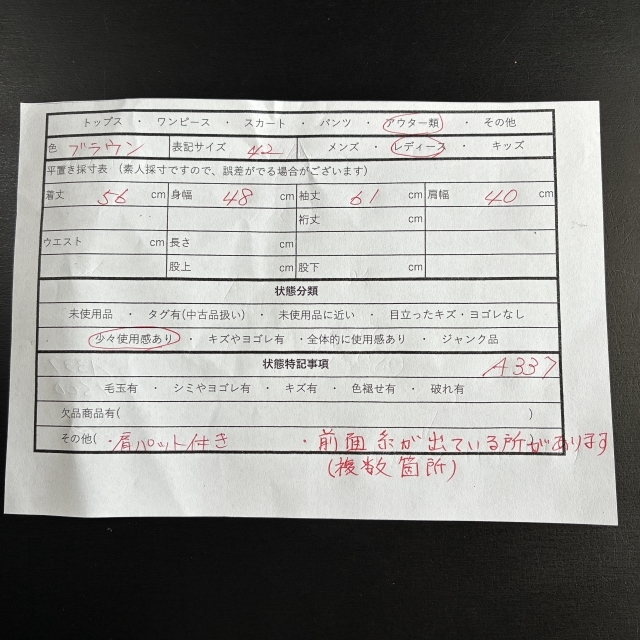 トップス ・ ワンピース ・ スカート ・ パンツ ・ アウター類 ・ その他
色 ブラウン 表記サイズ 42 メンズ ・ レディース ・ キッズ
平置き採寸表 （素人採寸ですので、誤差がでる場合がございます）
着丈 56 cm 身幅 48 cm 袖丈 61 cm 肩幅 40 cm
裄丈 cm
ウエスト cm 長さ cm
股上 cm 股下 cm
状態分類
未使用品 ・ タグ有(中古品扱い) ・ 未使用品に近い ・ 目立ったキズ・ヨゴレなし
少々使用感あり ・ キズやヨゴレ有 ・全体的に使用感あり ・ ジャンク品
状態特記事項 A337
毛玉有 ・ シミやヨゴレ有 ・ キズ有 ・ 色褪せ有 ・ 破れ有
欠品商品有( )
その他( ・肩パット付き ・前面糸が出ている所があります
(複数箇所)